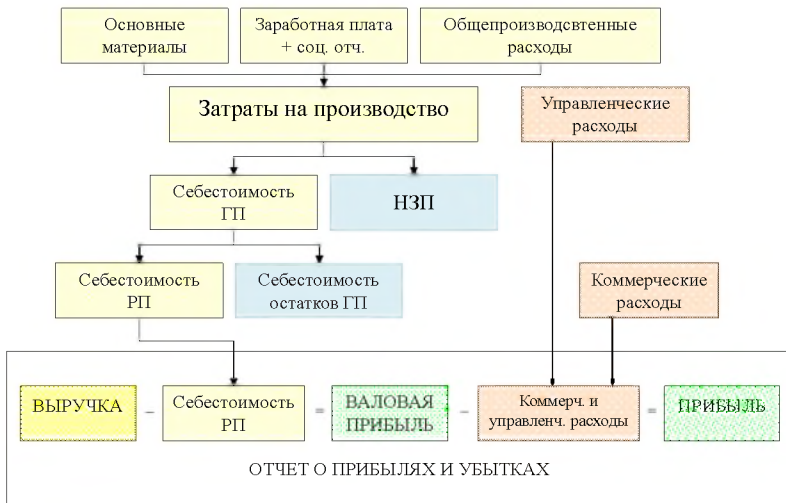 Основные
материалы
Заработная плата
+ соц. отч.
Общепроизводсвтенные
расходы
Затраты на производство
Управленческие
расходы
Себестоимость
ГП
НЗП
Себестоимость
РП
Себестоимость
остатков ГП
Коммерческие
расходы
ВЫРУЧКА
–
Себестоимость
РП
=
ВАЛОВАЯ
ПРИБЫЛЬ
–
Коммерч. и
управленч. расходы
=
ПРИБЫЛЬ
ОТЧЕТ О ПРИБЫЛЯХ И УБЫТКАХ